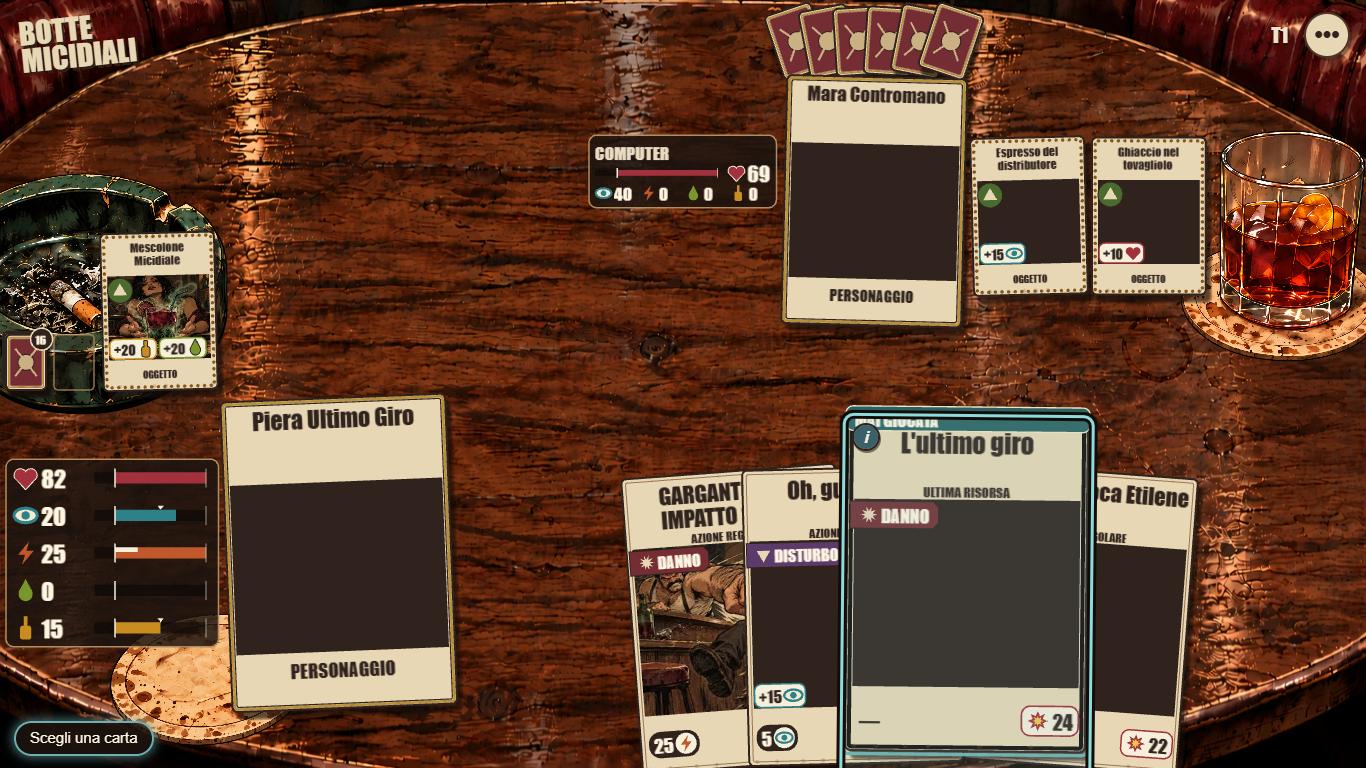 BOTTE
MICIDIALI
T1
Mara Contromano
PERSONAGGIO
COMPUTER
69
40
0
0
0
Espresso del
distributore
+15
OGGETTO
Ghiaccio nel
tovagliolo
+10
OGGETTO
Mescolone
Micidiale
+20
+20
OGGETTO
16
82
20
25
0
15
Piera Ultimo Giro
PERSONAGGIO
GARGANT
IMPATTO
AZIONE REG
DANNO
25
Oh, gu
AZIONE
DISTURBO
+15
5
i
L'ultimo giro
ULTIMA RISORSA
DANNO
—
24
oca Etilene
OLARE
22
Scegli una carta